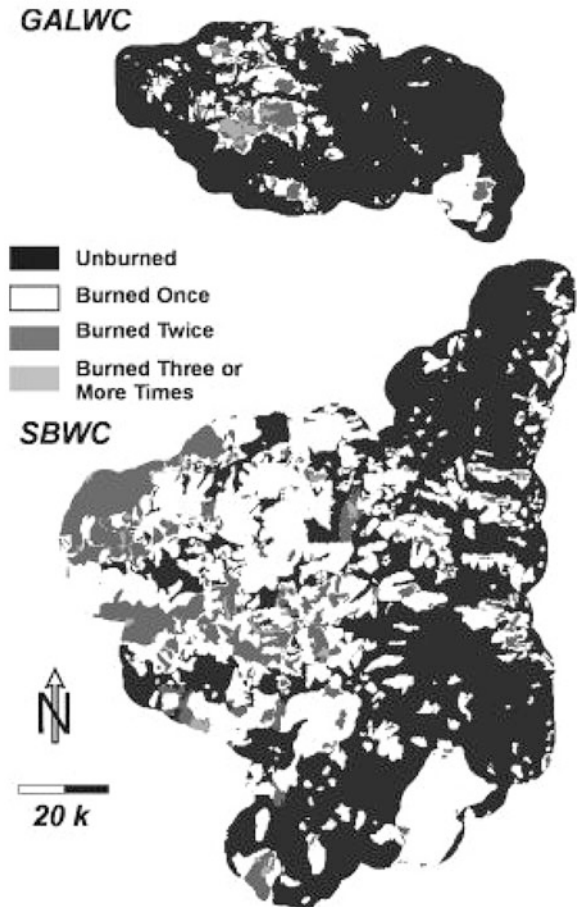 GALWC
Unburned
Burned Once
Burned Twice
Burned Three or
More Times
SBWC
N
20 k